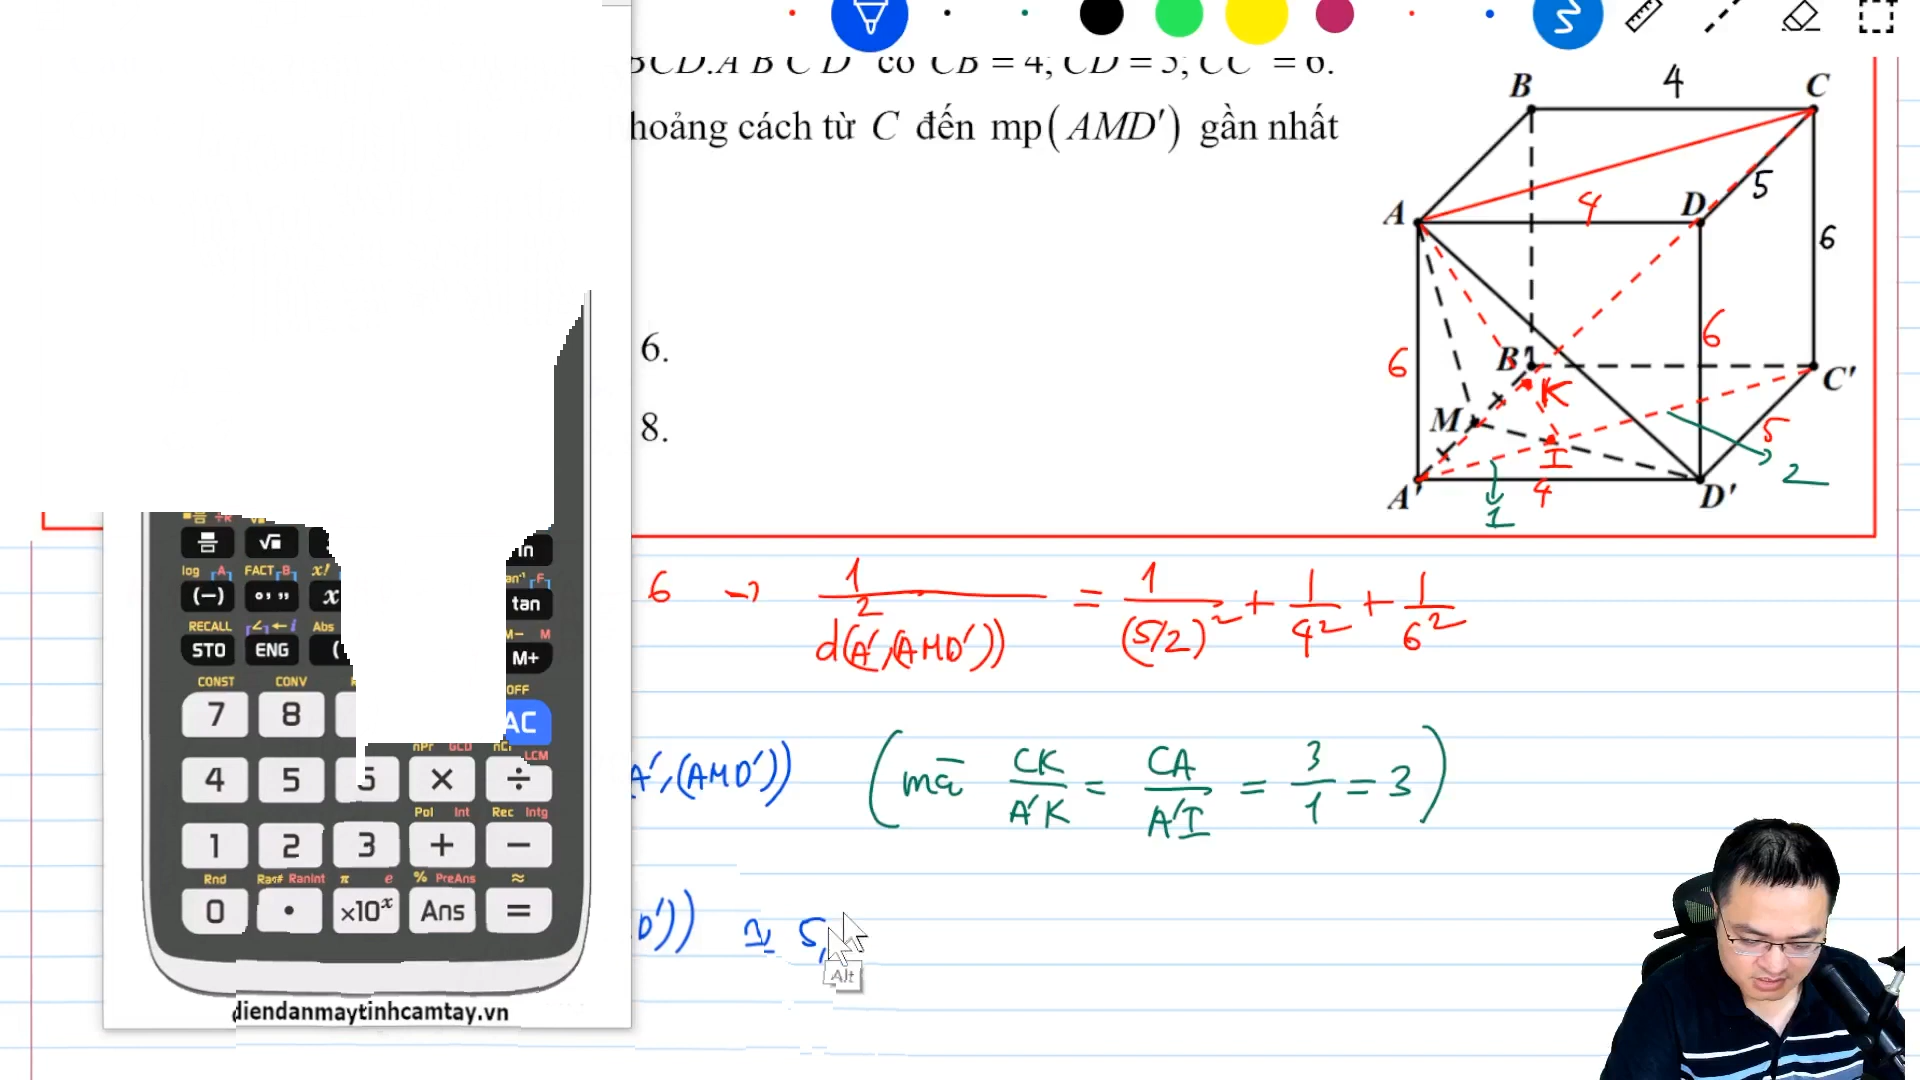 BCD.A B C D có CB = 4; CD = 5; CC = 6.
hoảng cách từ C đến mp(AMD') gần nhất
6.
8.
B 4 C
A 4 D 5
6
6 6
B' K C'
M I 5
A' 1 4 D' 2
6 → 1/d²(A',(AMD')) = 1/(5/2)² + 1/4² + 1/6²
A',(AMD')) (mà CK/A'K = CA/A'I = 3/1 = 3)
D')) ≃ 5,
Alt
log A FACT B x!
(−) °,,, x tan
RECALL ∠ ← i Abs M− M
STO ENG ( M+
CONST CONV OFF
7 8 AC
nPr GCD LCM
4 5 × ÷
Pol Int Rec Intg
1 2 3 + −
Rnd Ran# RanInt π e % PreAns ≈
0 • ×10ˣ Ans =
diendanmaytinhcamtay.vn